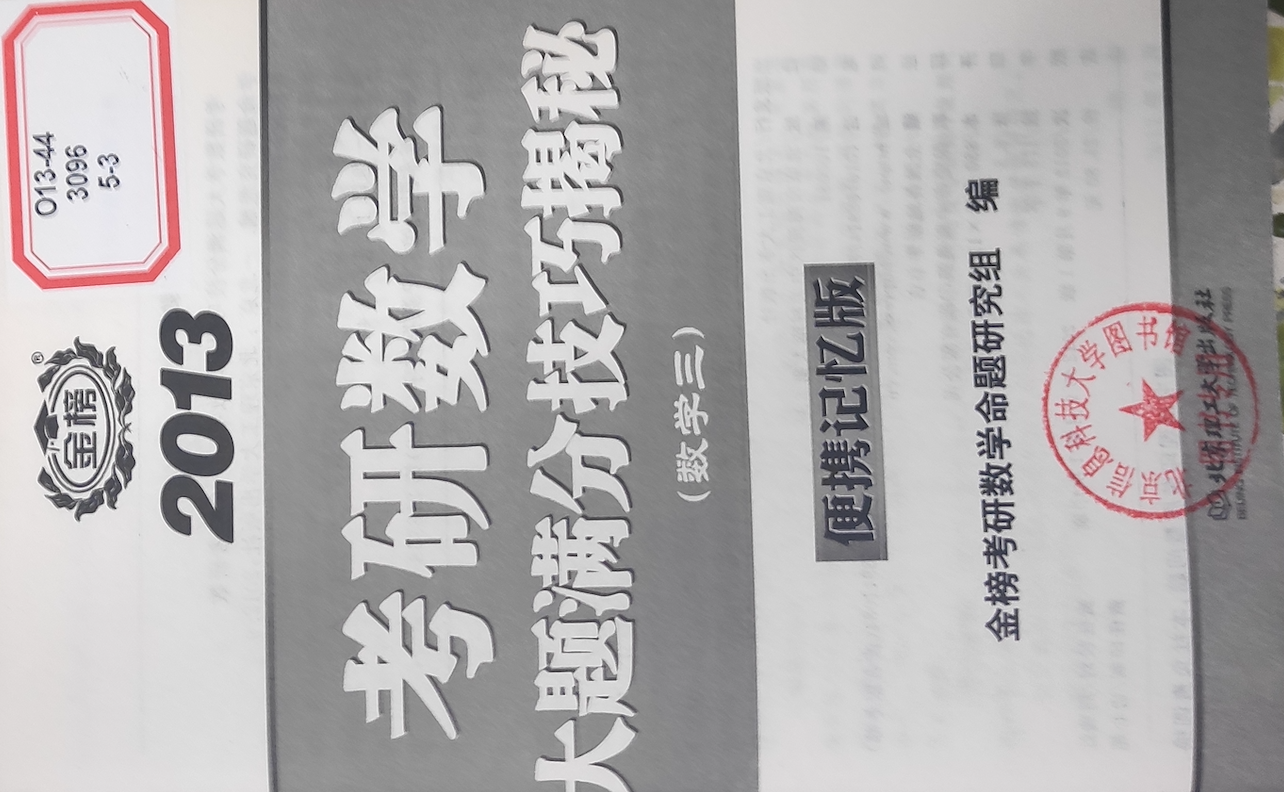 O13-44
3096
5-3
金榜
®
2013
考研数学
大题满分技巧揭秘
(数学三)
便携记忆版
金榜考研数学命题研究组 编
信息科技大学图书馆
北京理工大学出版社
BEIJING INSTITUTE OF TECHNOLOGY PRESS